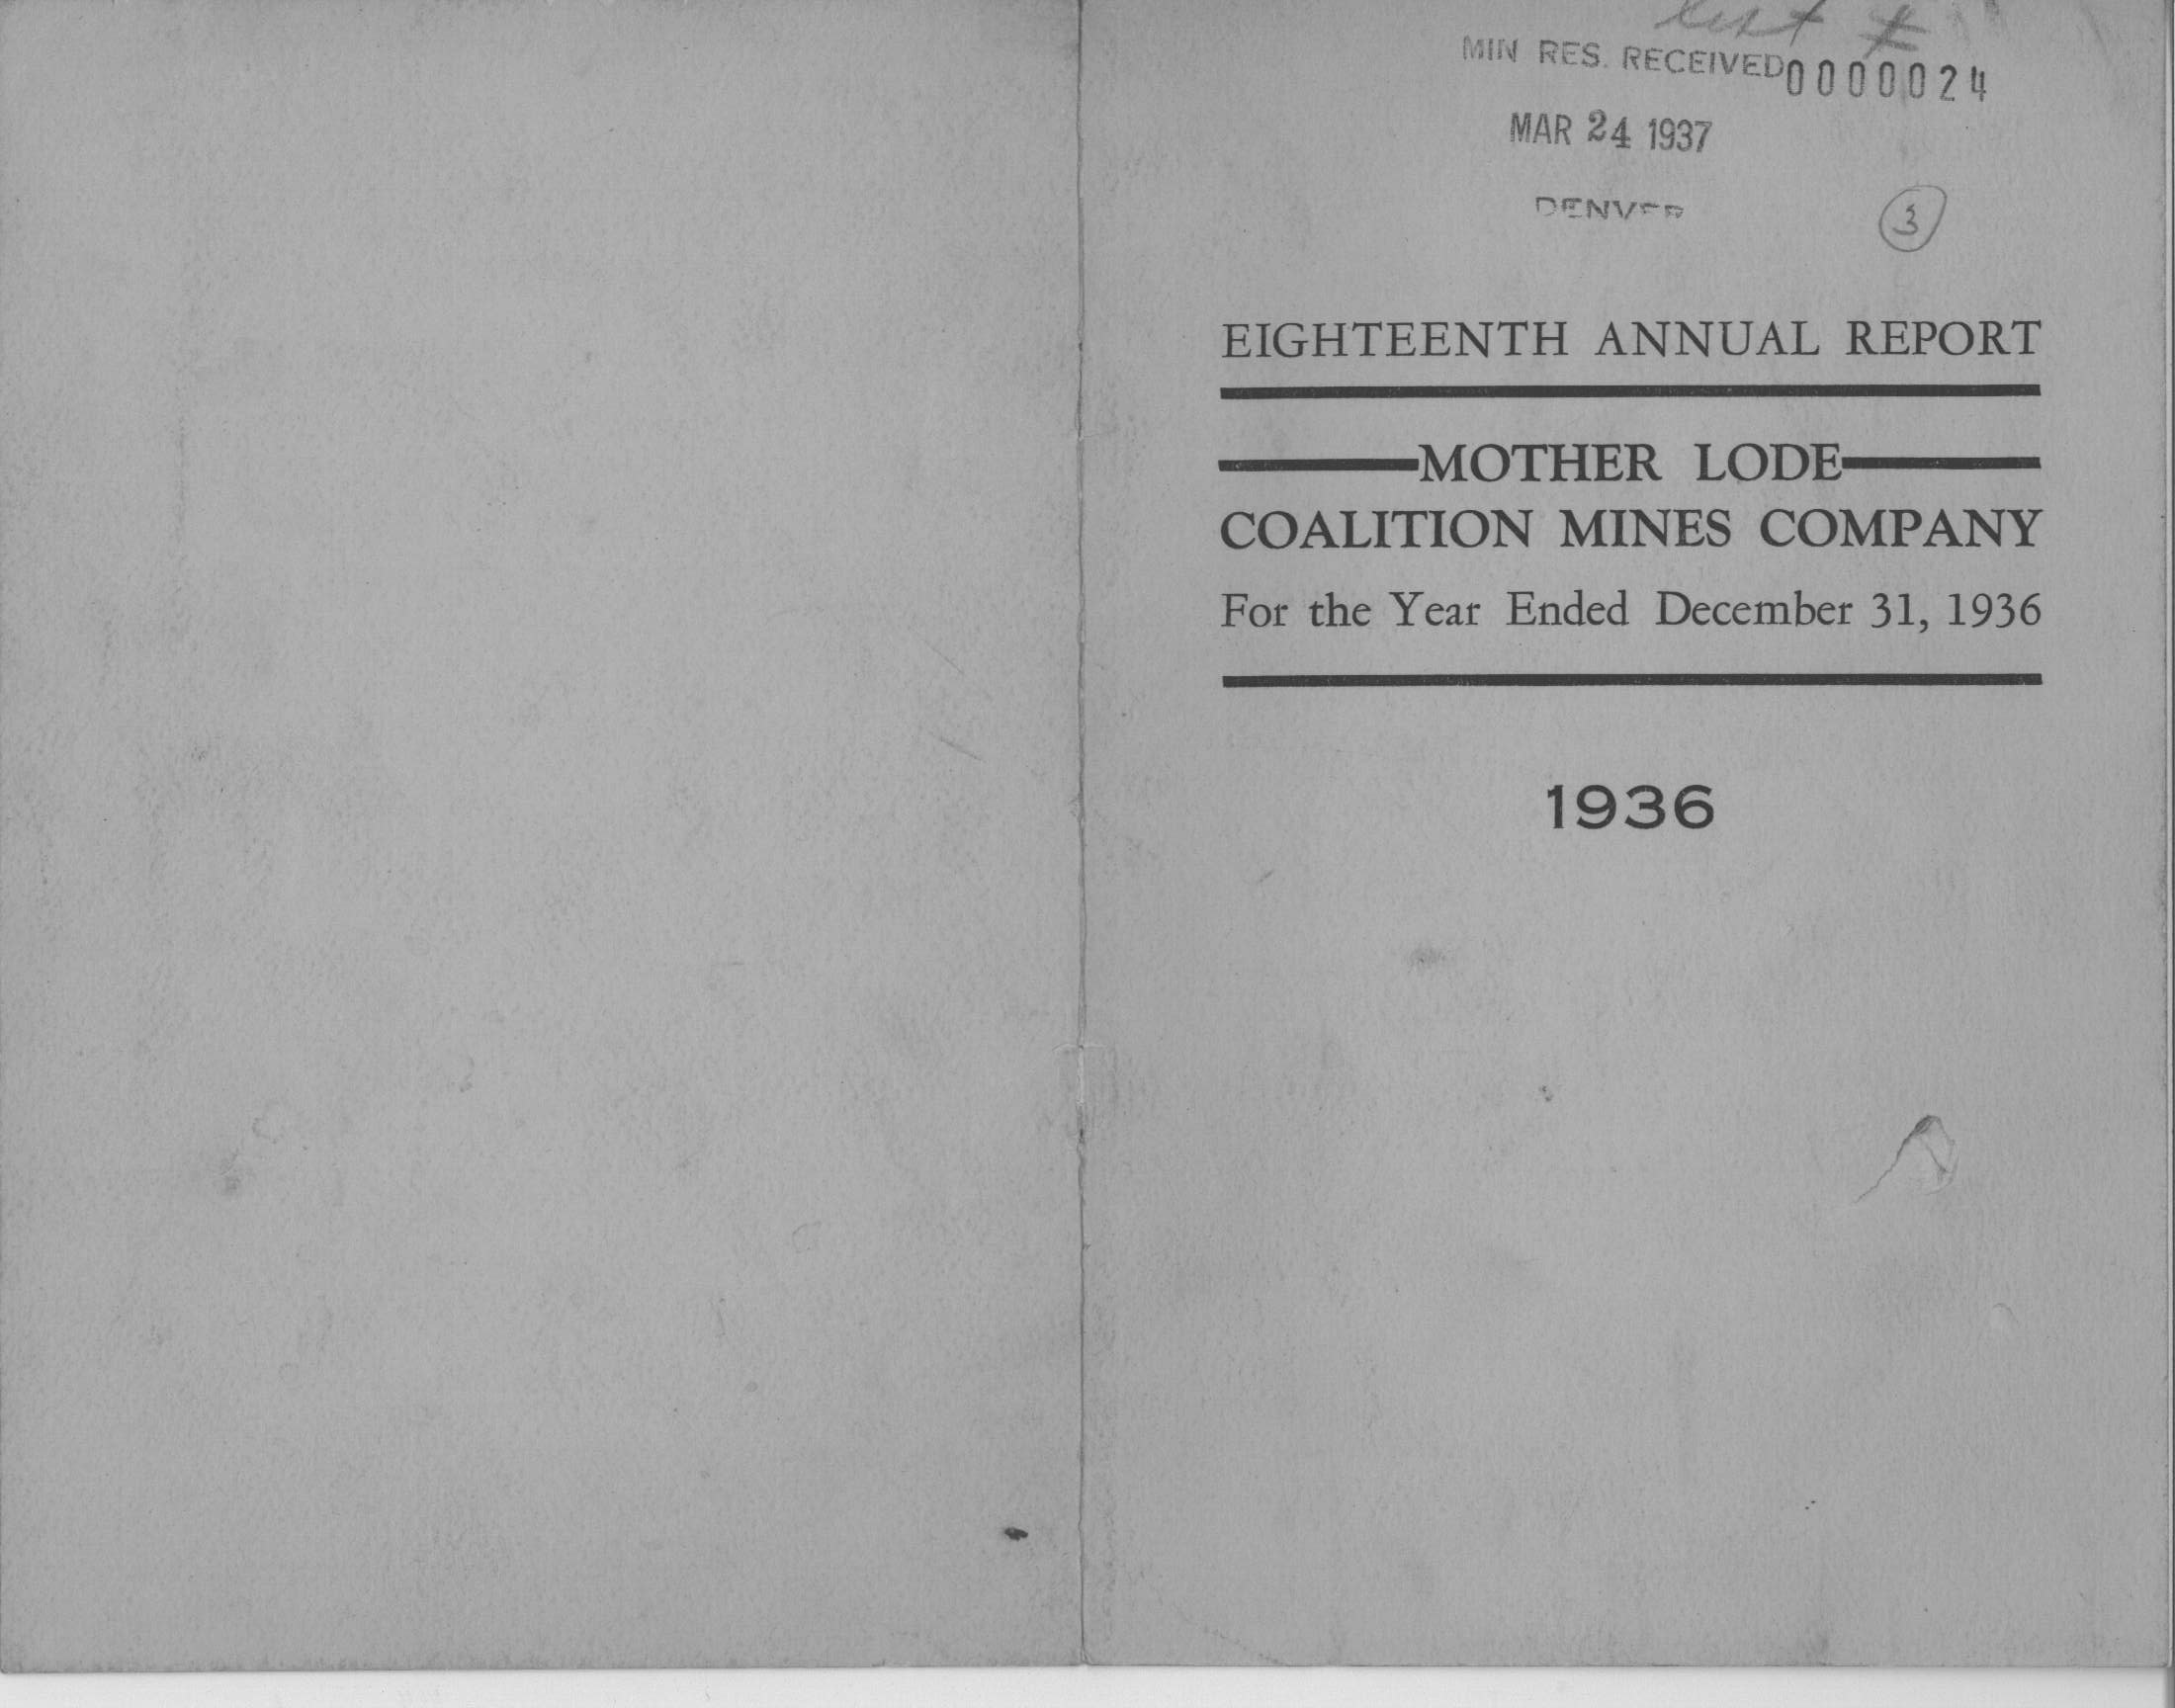 MIN RES. RECEIVED 0000024
MAR 24 1937
DENVER
3
EIGHTEENTH ANNUAL REPORT
MOTHER LODE
COALITION MINES COMPANY
For the Year Ended December 31, 1936
1936